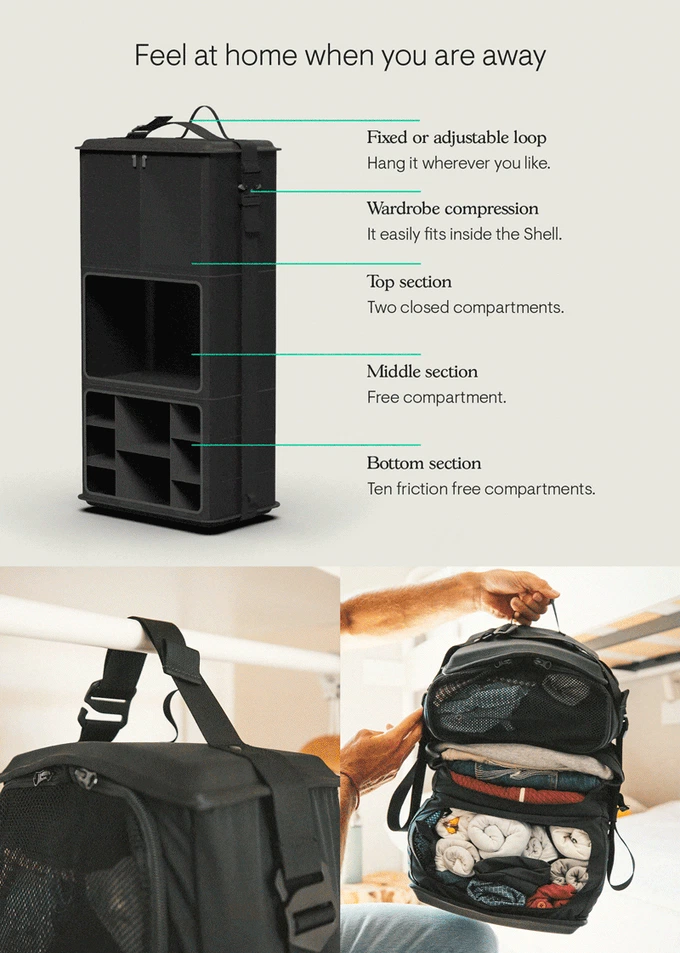 Feel at home when you are away
Fixed or adjustable loop
Hang it wherever you like.
Wardrobe compression
It easily fits inside the Shell.
Top section
Two closed compartments.
Middle section
Free compartment.
Bottom section
Ten friction free compartments.